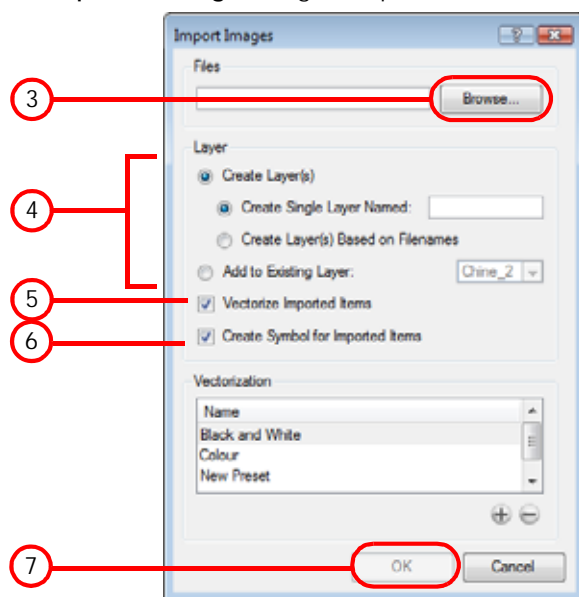 Import Images
Files
3
Browse...
Layer
4
Create Layer(s)
Create Single Layer Named:
Create Layer(s) Based on Filenames
Add to Existing Layer: Chine_2
5
Vectorize Imported Items
6
Create Symbol for Imported Items
Vectorization
Name
Black and White
Colour
New Preset
7
OK Cancel